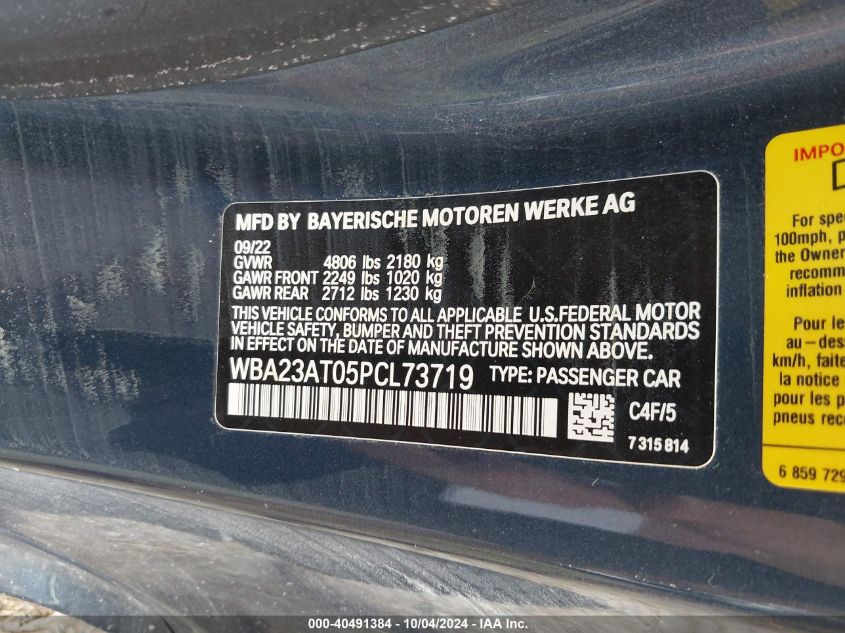 MFD BY BAYERISCHE MOTOREN WERKE AG
09/22
GVWR 4806 lbs 2180 kg
GAWR FRONT 2249 lbs 1020 kg
GAWR REAR 2712 lbs 1230 kg
THIS VEHICLE CONFORMS TO ALL APPLICABLE U.S.FEDERAL MOTOR
VEHICLE SAFETY, BUMPER AND THEFT PREVENTION STANDARDS
IN EFFECT ON THE DATE OF MANUFACTURE SHOWN ABOVE.
WBA23AT05PCL73719 TYPE: PASSENGER CAR
C4F/5
7 315 814
IMPO
For spe
100mph, p
the Owner
recomm
inflation
Pour le
au-des
km/h, faite
la notice
pour les p
pneus rec
6 859 729
000-40491384 - 10/04/2024 - IAA Inc.